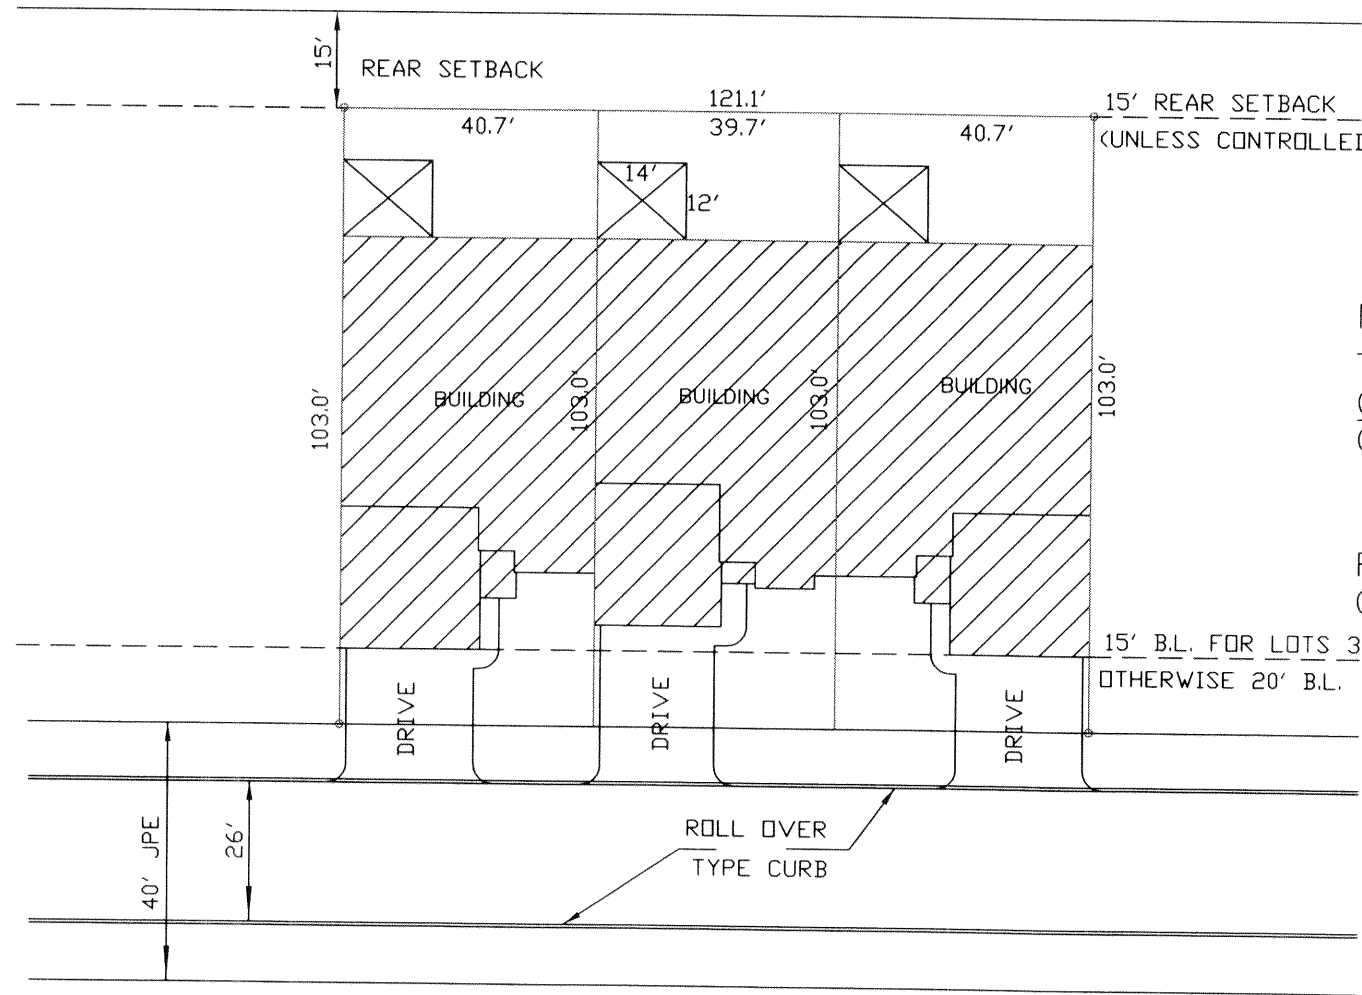 15'
REAR SETBACK
121.1'
15' REAR SETBACK
40.7'
39.7'
40.7'
(UNLESS CONTROLLED
14'
12'
103.0'
BUILDING
103.0'
BUILDING
103.0'
BUILDING
103.0'
15' B.L. FOR LOTS 3
OTHERWISE 20' B.L.
DRIVE
DRIVE
DRIVE
40' JPE
26'
ROLL OVER
TYPE CURB